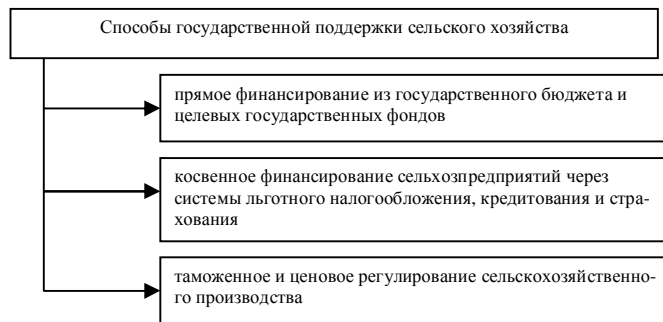 Способы государственной поддержки сельского хозяйства
прямое финансирование из государственного бюджета и
целевых государственных фондов
косвенное финансирование сельхозпредприятий через
системы льготного налогообложения, кредитования и стра-
хования
таможенное и ценовое регулирование сельскохозяйственно-
го производства